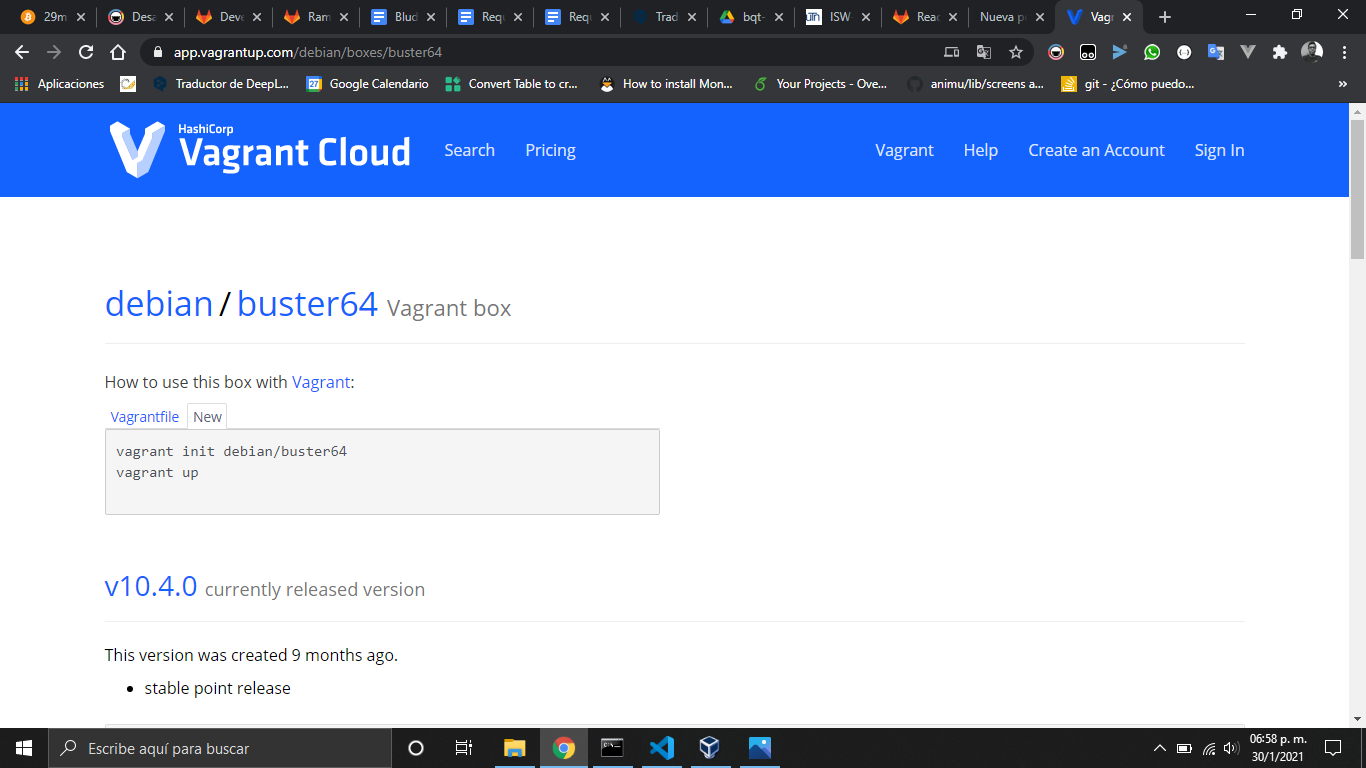 29m
Desa
Deve
Ram
Blud
Requ
Requ
Trad
bqt-
ISW
Reac
Nueva p
Vagr
app.vagrantup.com/debian/boxes/buster64
Aplicaciones
Traductor de DeepL...
27 Google Calendario
Convert Table to cr...
How to install Mon...
Your Projects - Ove...
animu/lib/screens a...
git - ¿Cómo puedo...
»
HashiCorp
Vagrant Cloud
Search
Pricing
Vagrant
Help
Create an Account
Sign In
debian / buster64 Vagrant box
How to use this box with Vagrant:
Vagrantfile
New
vagrant init debian/buster64
vagrant up
v10.4.0 currently released version
This version was created 9 months ago.
• stable point release
Escribe aquí para buscar
06:58 p. m.
30/1/2021